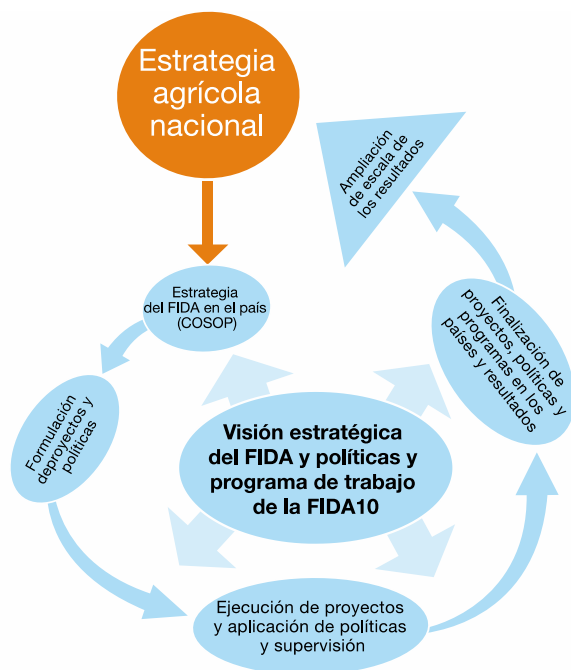 Estrategia
agrícola
nacional
Estrategia
del FIDA en el país
(COSOP)
Formulación
deproyectos y
políticas
Ejecución de proyectos
y aplicación de políticas
y supervisión
Finalización de
proyectos, políticas y
programas en los
países y resultados
Ampliación
de escala de
los resultados
Visión estratégica
del FIDA y políticas y
programa de trabajo
de la FIDA10